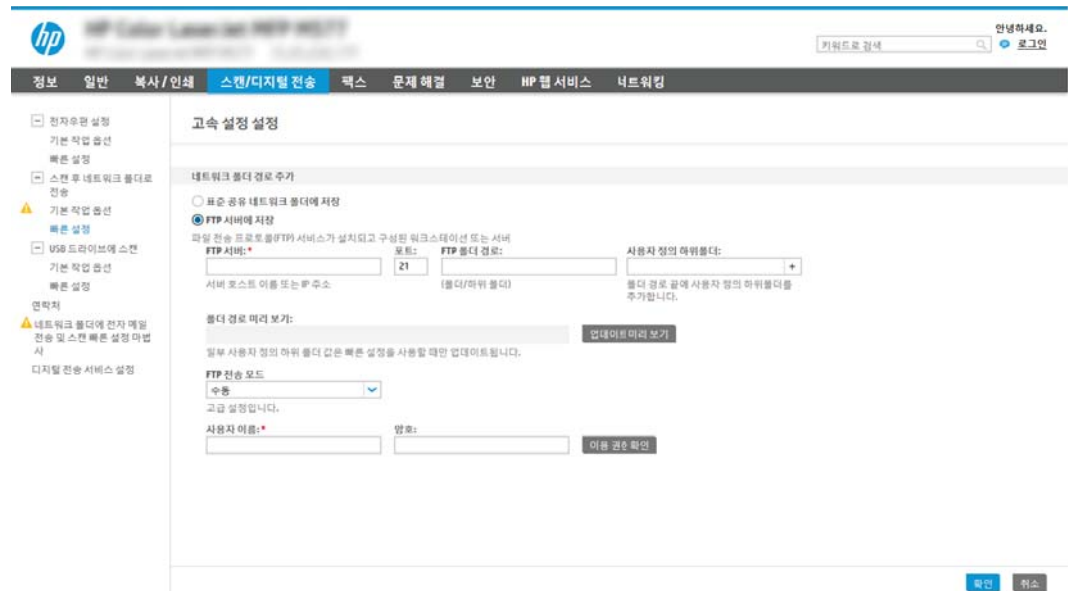 hp
안녕하세요.
키워드로 검색
로그인
정보 일반 복사 / 인쇄 스캔/디지털 전송 팩스 문제 해결 보안 HP 웹 서비스 네트워킹
전자우편 설정
기본 작업 옵션
빠른 설정
스캔 후 네트워크 폴더로
전송
기본 작업 옵션
빠른 설정
USB 드라이브에 스캔
기본 작업 옵션
빠른 설정
연락처
네트워크 폴더에 전자 메일
전송 및 스캔 빠른 설정 마법
사
디지털 전송 서비스 설정
고속 설정 설정
네트워크 폴더 경로 추가
표준 공유 네트워크 폴더에 저장
FTP 서버에 저장
파일 전송 프로토콜(FTP) 서비스가 설치되고 구성된 워크스테이션 또는 서버
FTP 서버:* 포트: FTP 폴더 경로: 사용자 정의 하위폴더:
21 +
서버 호스트 이름 또는 IP 주소 (폴더/하위 폴더) 폴더 경로 끝에 사용자 정의 하위폴더를
추가합니다.
폴더 경로 미리 보기:
업데이트미리 보기
일부 사용자 정의 하위 폴더 값은 빠른 설정을 사용할 때만 업데이트됩니다.
FTP 전송 모드
수동
고급 설정입니다.
사용자 이름:* 암호:
이용 권한 확인
확인 취소